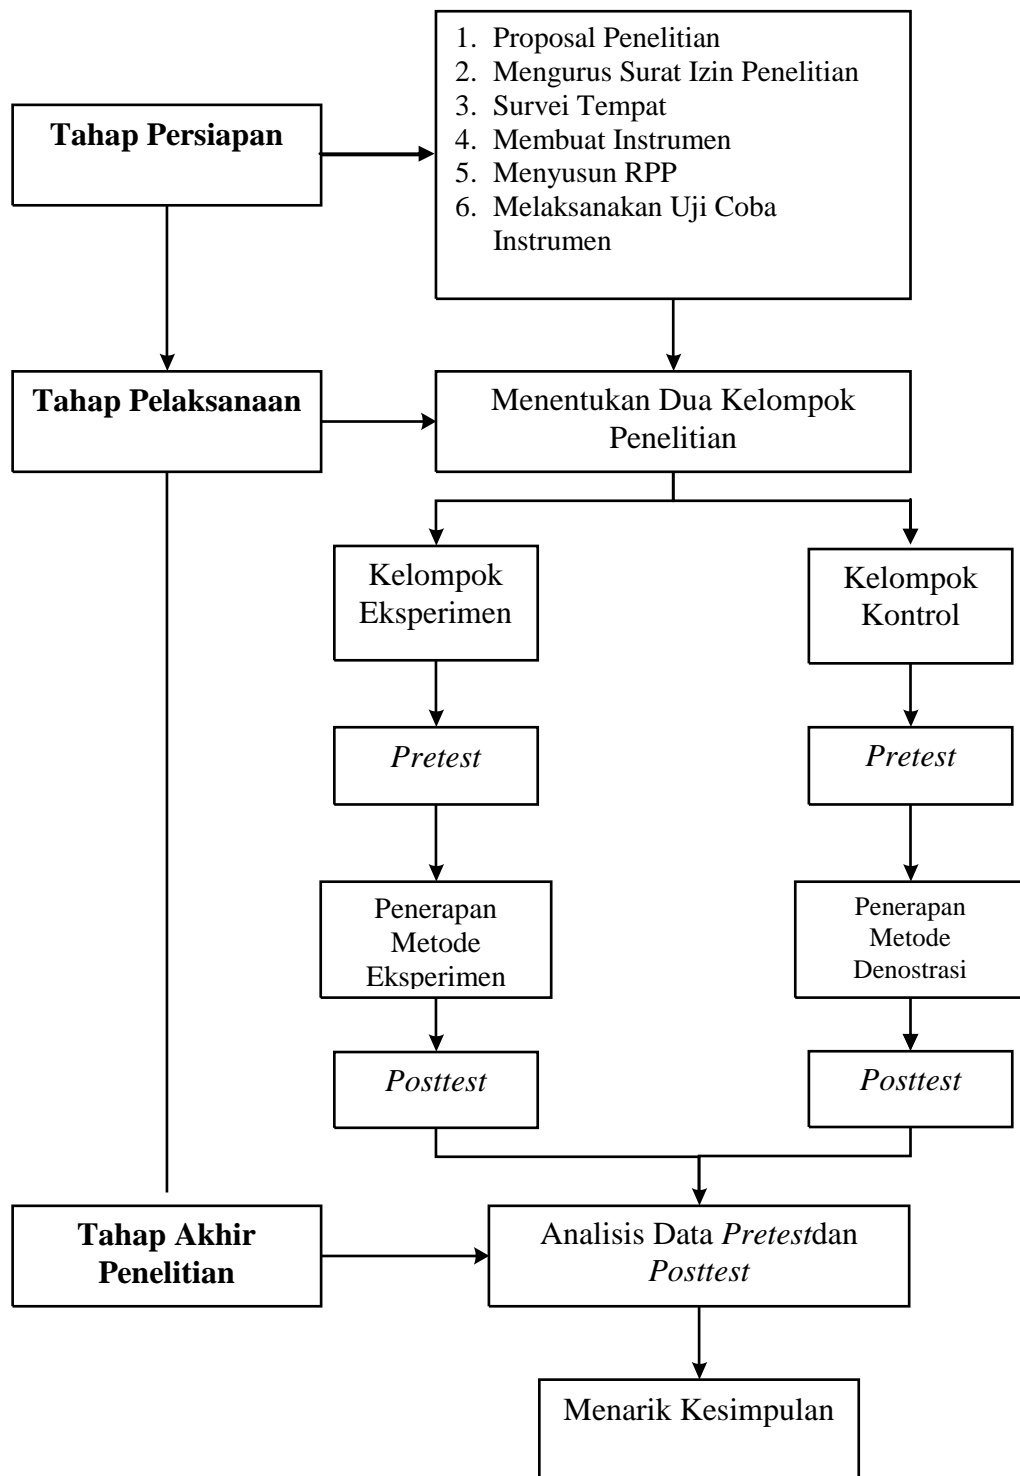 1. Proposal Penelitian
2. Mengurus Surat Izin Penelitian
3. Survei Tempat
4. Membuat Instrumen
5. Menyusun RPP
6. Melaksanakan Uji Coba
Instrumen
Tahap Persiapan
Tahap Pelaksanaan
Menentukan Dua Kelompok
Penelitian
Kelompok
Eksperimen
Kelompok
Kontrol
Pretest
Pretest
Penerapan
Metode
Eksperimen
Penerapan
Metode
Denostrasi
Posttest
Posttest
Tahap Akhir
Penelitian
Analisis Data Pretestdan
Posttest
Menarik Kesimpulan